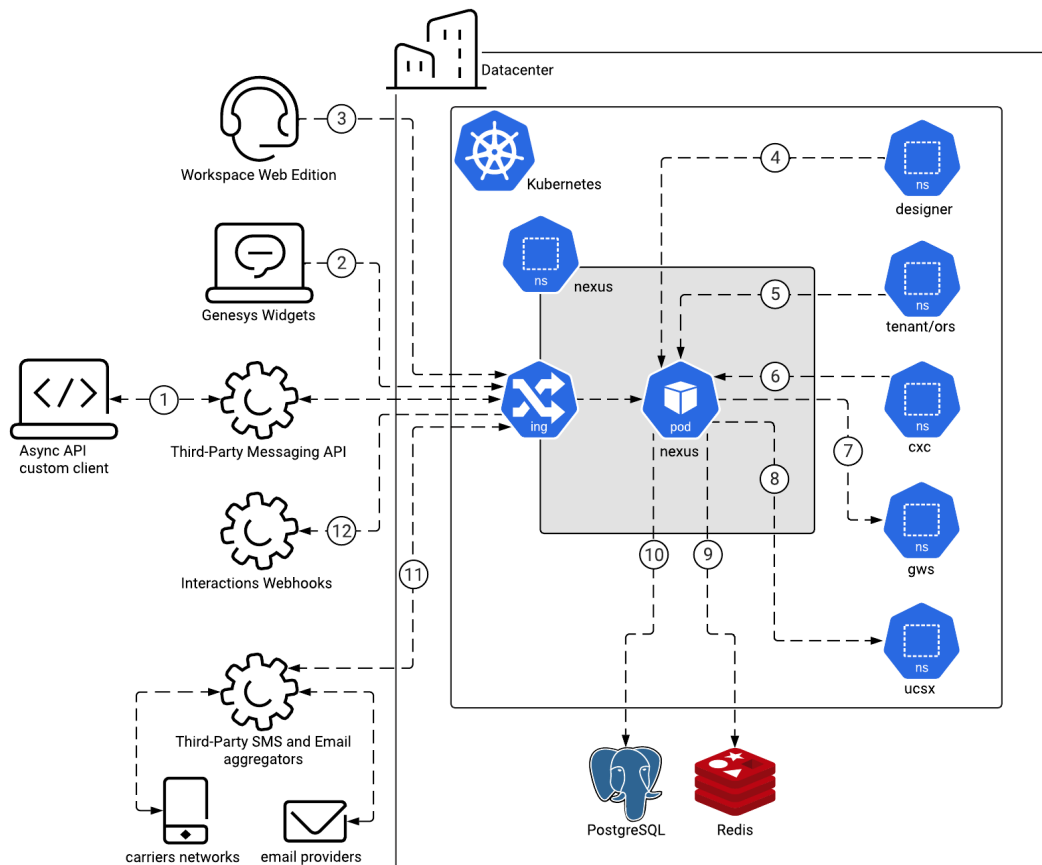 Datacenter
3
Workspace Web Edition
Kubernetes
4
ns
designer
2
Genesys Widgets
ns
nexus
5
ns
tenant/ors
1
Async API
custom client
Third-Party Messaging API
ing
pod
nexus
6
ns
cxc
7
8
12
Interactions Webhooks
11
10
9
ns
gws
ns
ucsx
Third-Party SMS and Email
aggregators
carriers networks
email providers
PostgreSQL
Redis